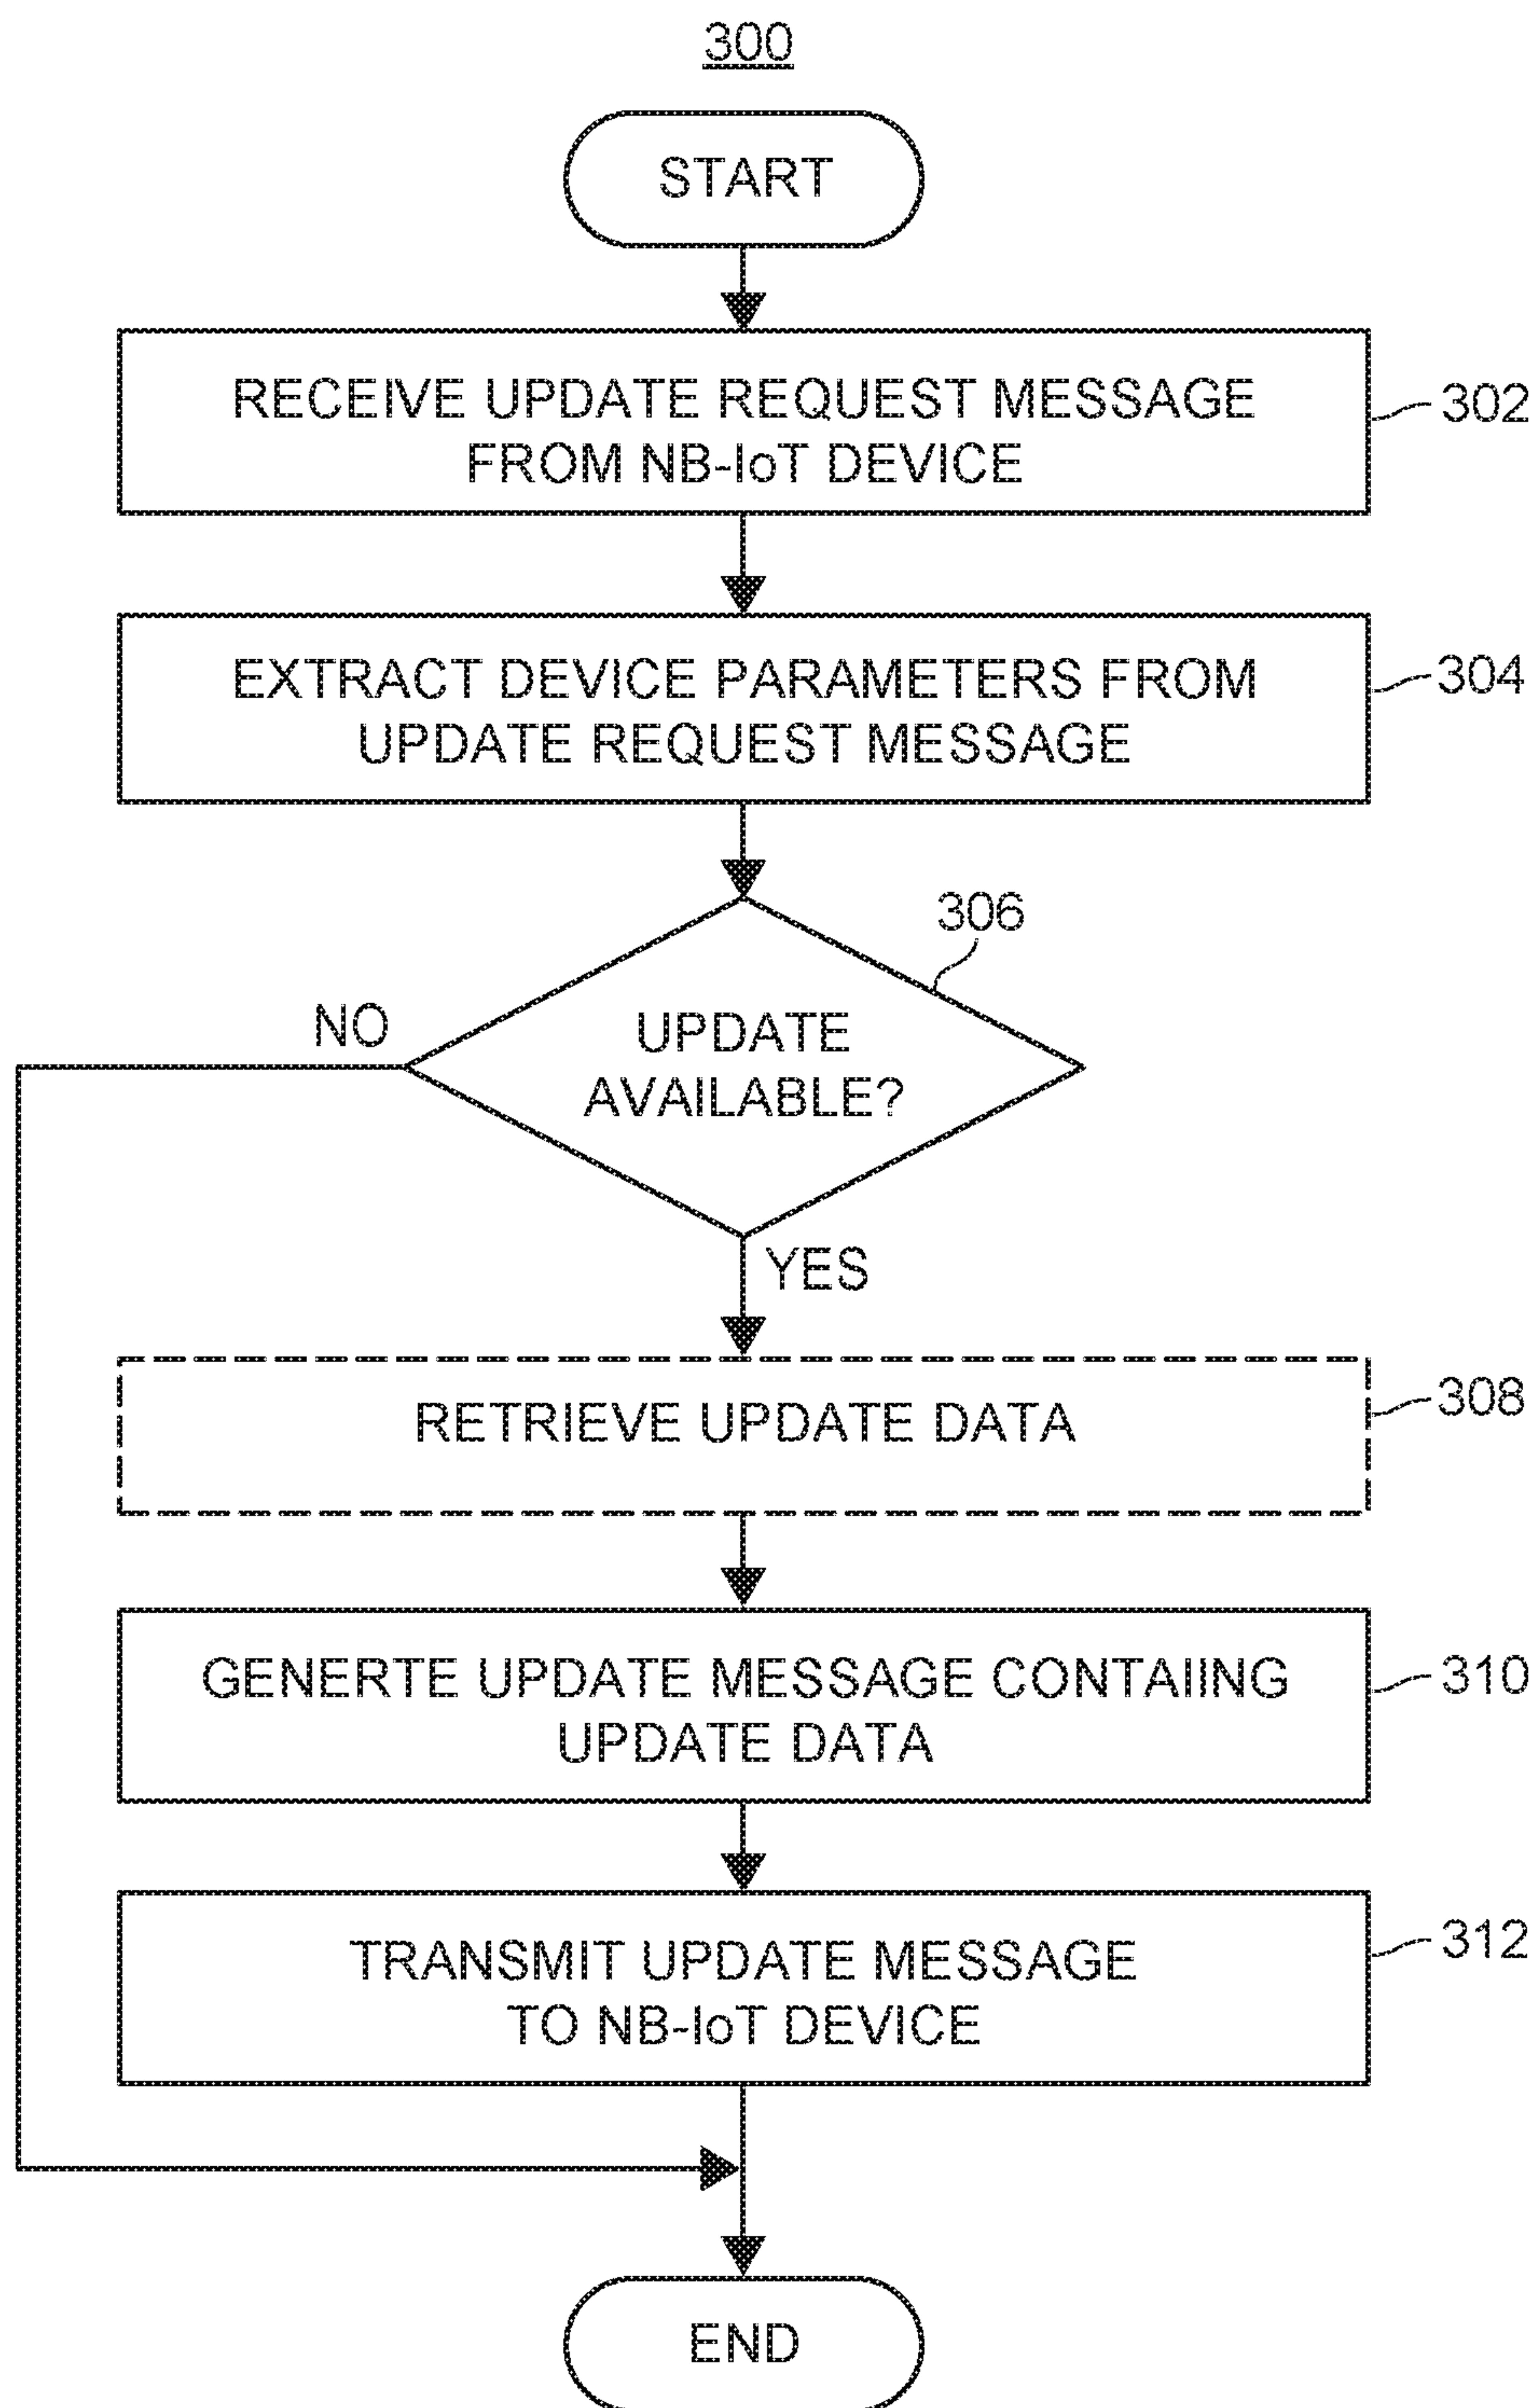 300
START
RECEIVE UPDATE REQUEST MESSAGE
FROM NB-IoT DEVICE
302
EXTRACT DEVICE PARAMETERS FROM
UPDATE REQUEST MESSAGE
304
306
UPDATE
AVAILABLE?
NO
YES
RETRIEVE UPDATE DATA
308
GENERTE UPDATE MESSAGE CONTAIING
UPDATE DATA
310
TRANSMIT UPDATE MESSAGE
TO NB-IoT DEVICE
312
END